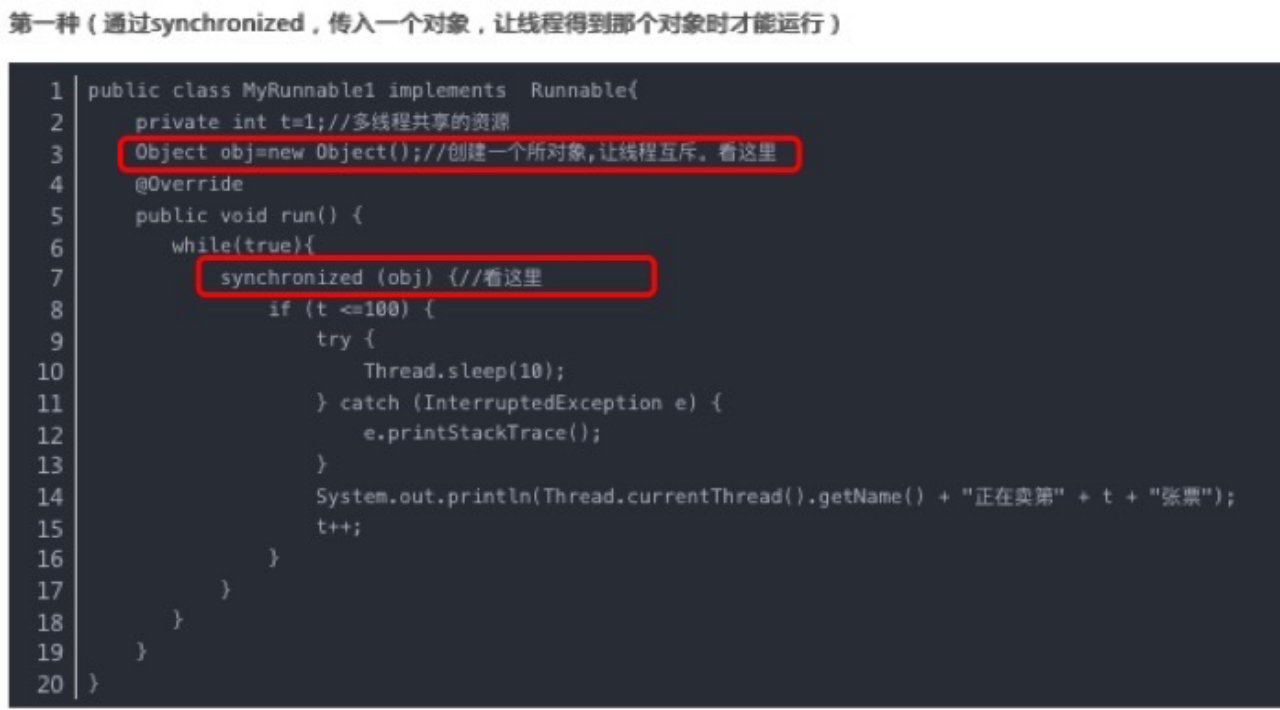 第一种（通过synchronized，传入一个对象，让线程得到那个对象时才能运行）
1 public class MyRunnable1 implements  Runnable{
2     private int t=1;//多线程共享的资源
3     Object obj=new Object();//创建一个所对象,让线程互斥。看这里
4     @Override
5     public void run() {
6        while(true){
7            synchronized (obj) {//看这里
8                if (t <=100) {
9                    try {
10                        Thread.sleep(10);
11                    } catch (InterruptedException e) {
12                        e.printStackTrace();
13                    }
14                    System.out.println(Thread.currentThread().getName() + "正在卖第" + t + "张票");
15                    t++;
16                }
17            }
18        }
19     }
20 }